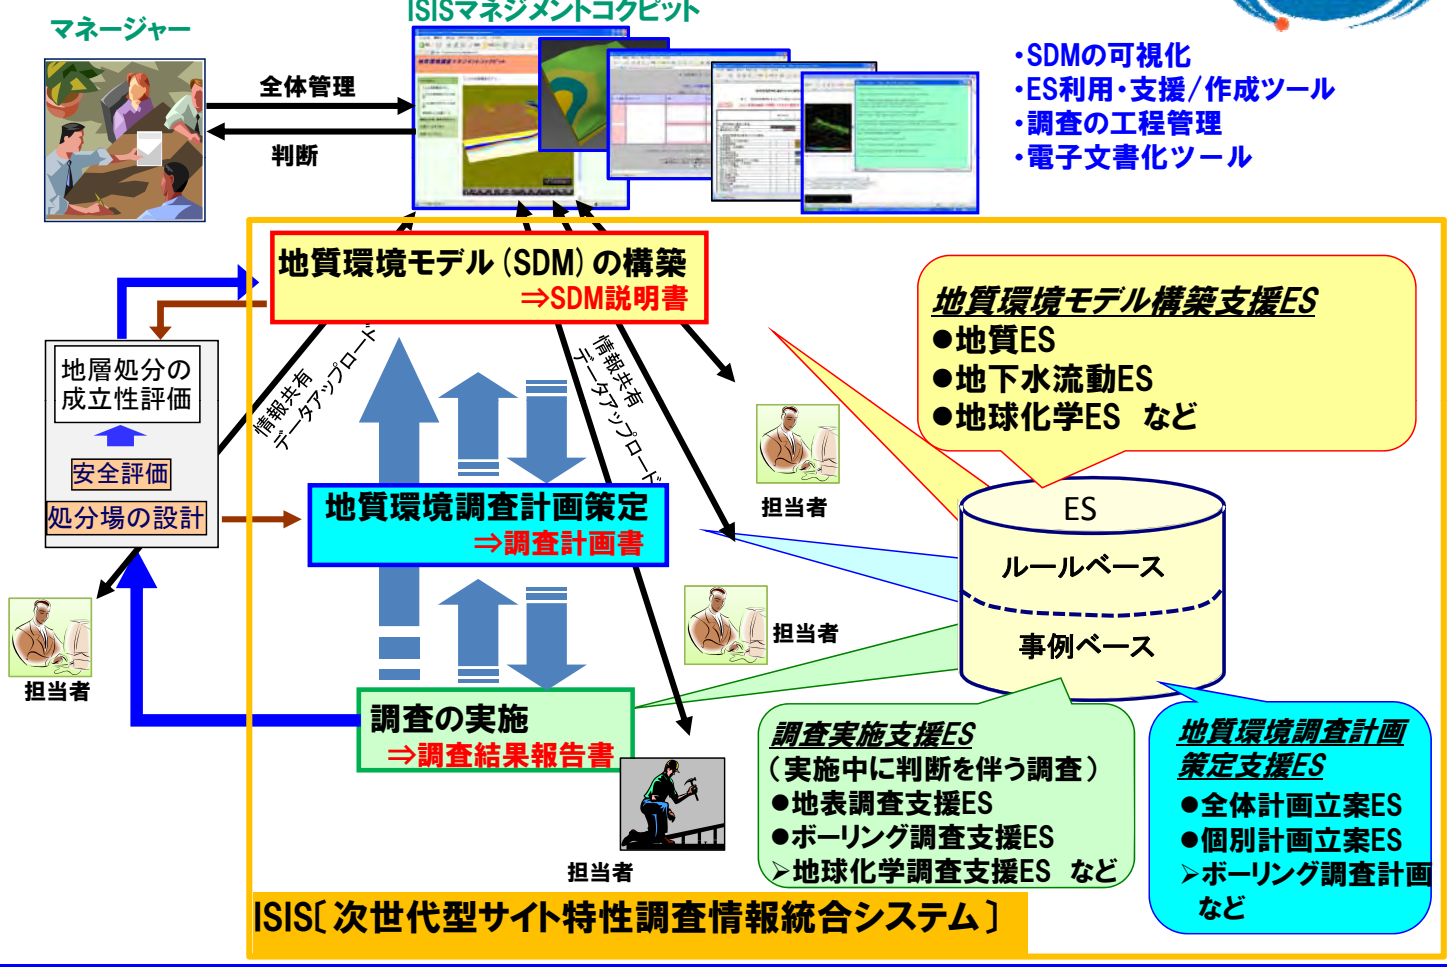 ISISマネジメントコクピット
マネージャー
全体管理
判断
・SDMの可視化
・ES利用・支援/作成ツール
・調査の工程管理
・電子文書化ツール
地質環境モデル(SDM)の構築
⇒SDM説明書
地層処分の
成立性評価
安全評価
処分場の設計
情報共有
データアップロード
情報共有
データアップロード
地質環境調査計画策定
⇒調査計画書
調査の実施
⇒調査結果報告書
担当者
担当者
担当者
担当者
地質環境モデル構築支援ES
●地質ES
●地下水流動ES
●地球化学ES など
ES
ルールベース
事例ベース
調査実施支援ES
(実施中に判断を伴う調査)
●地表調査支援ES
●ボーリング調査支援ES
➢地球化学調査支援ES など
地質環境調査計画
策定支援ES
●全体計画立案ES
●個別計画立案ES
➢ボーリング調査計画
など
ISIS〔次世代型サイト特性調査情報統合システム〕